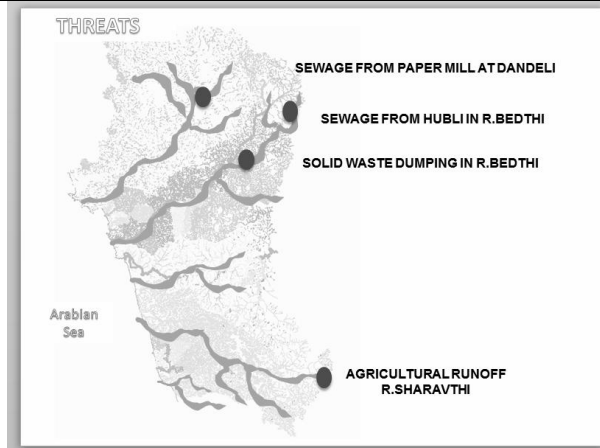 THREATS
SEWAGE FROM PAPER MILL AT DANDELI
SEWAGE FROM HUBLI IN R.BEDTHI
SOLID WASTE DUMPING IN R.BEDTHI
Arabian
Sea
AGRICULTURAL RUNOFF
R.SHARAVTHI